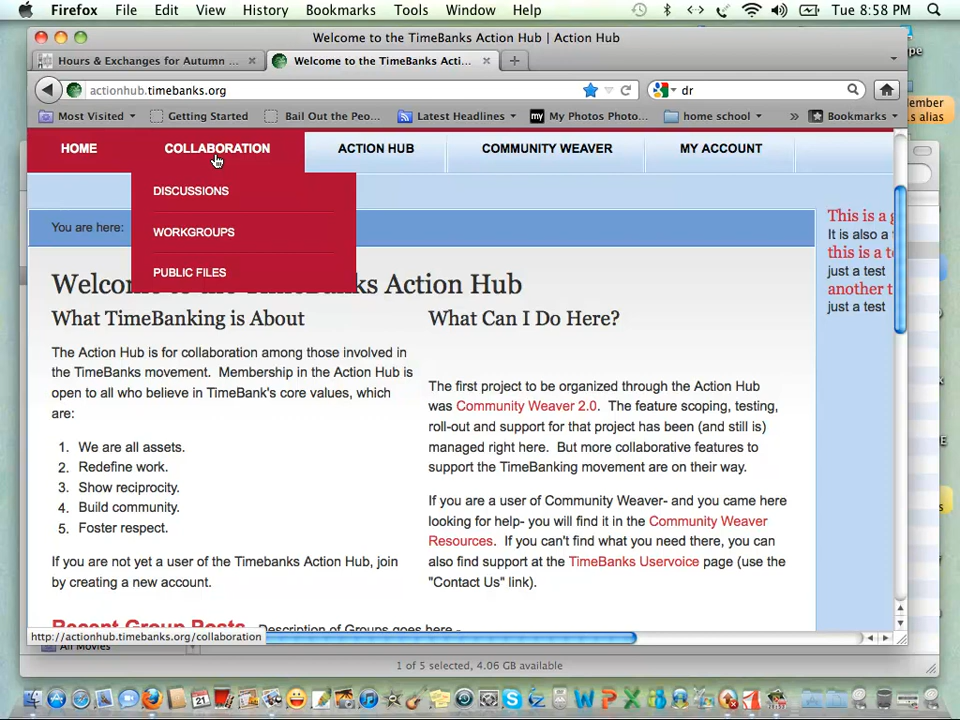 Firefox File Edit View History Bookmarks Tools Window Help Tue 8:58 PM
Welcome to the TimeBanks Action Hub | Action Hub
Hours & Exchanges for Autumn ... Welcome to the TimeBanks Acti...
actionhub.timebanks.org dr
Most Visited Getting Started Bail Out the Peo... Latest Headlines my My Photos Photo... home school » Bookmarks
ember
s alias
HOME COLLABORATION ACTION HUB COMMUNITY WEAVER MY ACCOUNT
DISCUSSIONS
WORKGROUPS
PUBLIC FILES
You are here:
Welcome to the TimeBanks Action Hub
What TimeBanking is About
The Action Hub is for collaboration among those involved in
the TimeBanks movement. Membership in the Action Hub is
open to all who believe in TimeBank's core values, which
are:
1. We are all assets.
2. Redefine work.
3. Show reciprocity.
4. Build community.
5. Foster respect.
If you are not yet a user of the Timebanks Action Hub, join
by creating a new account.
What Can I Do Here?
The first project to be organized through the Action Hub
was Community Weaver 2.0. The feature scoping, testing,
roll-out and support for that project has been (and still is)
managed right here. But more collaborative features to
support the TimeBanking movement are on their way.
If you are a user of Community Weaver- and you came here
looking for help- you will find it in the Community Weaver
Resources. If you can't find what you need there, you can
also find support at the TimeBanks Uservoice page (use the
"Contact Us" link).
This is a g
It is also a
this is a te
just a test
another t
just a test
Recent Group Posts Description of Groups goes here -
http://actionhub.timebanks.org/collaboration
All Movies
1 of 5 selected, 4.06 GB available